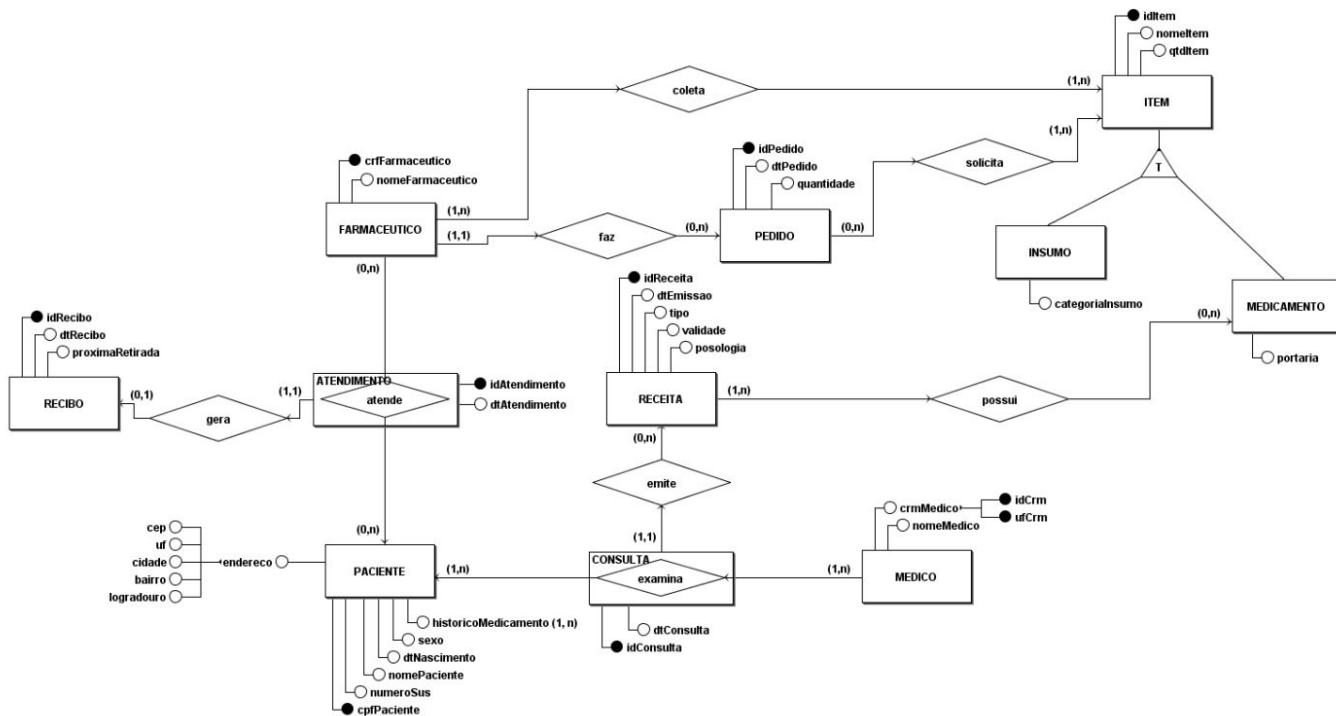 idItem
nomeItem
qtdItem
coleta
(1,n)
ITEM
(1,n)
crfFarmaceutico
nomeFarmaceutico
idPedido
dtPedido
quantidade
solicita
T
(1,n)
FARMACEUTICO
(1,1)
faz
(0,n)
PEDIDO
(0,n)
INSUMO
(0,n)
idReceita
dtEmissao
tipo
validade
posologia
categoriaInsumo
MEDICAMENTO
(0,n)
portaria
idRecibo
dtRecibo
proximaRetirada
RECIBO
(0,1)
gera
(1,1)
ATENDIMENTO
atende
idAtendimento
dtAtendimento
RECEITA
(1,n)
possui
(0,n)
emite
crmMedico
idCrm
ufCrm
nomeMedico
cep
uf
cidade
bairro
logradouro
endereco
(0,n)
PACIENTE
(1,n)
(1,1)
CONSULTA
examina
(1,n)
MEDICO
historicoMedicamento (1, n)
sexo
dtNascimento
nomePaciente
numeroSus
cpfPaciente
dtConsulta
idConsulta